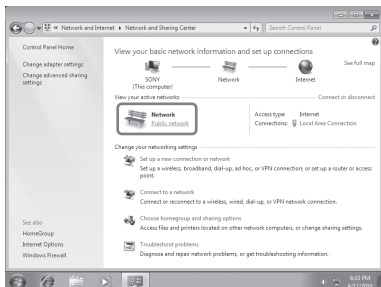 « Network and Internet ▸ Network and Sharing Center
Search Control Panel
Control Panel Home
Change adapter settings
Change advanced sharing
settings
See also
HomeGroup
Internet Options
Windows Firewall
View your basic network information and set up connections
See full map
SONY
(This computer)
Network
Internet
View your active networks
Connect or disconnect
Network
Public network
Access type: Internet
Connections: Local Area Connection
Change your networking settings
Set up a new connection or network
Set up a wireless, broadband, dial-up, ad hoc, or VPN connection; or set up a router or access
point.
Connect to a network
Connect or reconnect to a wireless, wired, dial-up, or VPN network connection.
Choose homegroup and sharing options
Access files and printers located on other network computers, or change sharing settings.
Troubleshoot problems
Diagnose and repair network problems, or get troubleshooting information.
6:33 PM